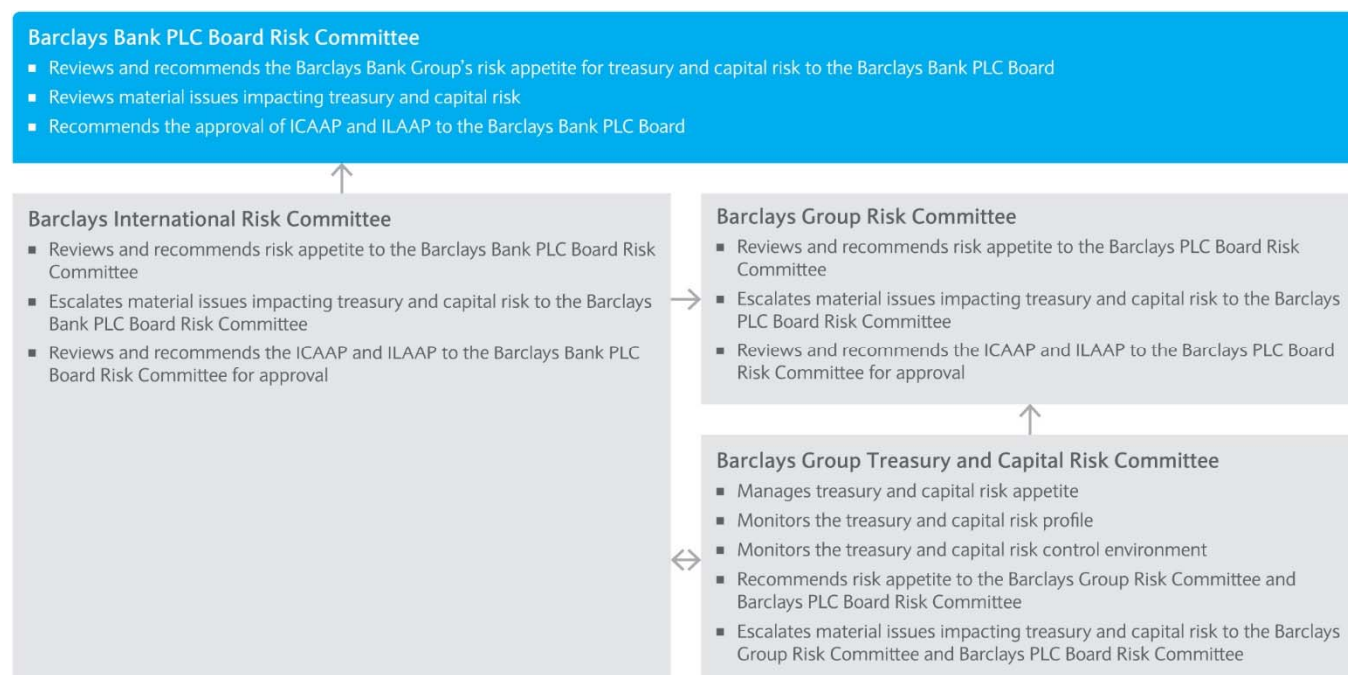 Barclays Bank PLC Board Risk Committee
▪ Reviews and recommends the Barclays Bank Group's risk appetite for treasury and capital risk to the Barclays Bank PLC Board
▪ Reviews material issues impacting treasury and capital risk
▪ Recommends the approval of ICAAP and ILAAP to the Barclays Bank PLC Board
Barclays International Risk Committee
▪ Reviews and recommends risk appetite to the Barclays Bank PLC Board Risk
Committee
▪ Escalates material issues impacting treasury and capital risk to the Barclays
Bank PLC Board Risk Committee
▪ Reviews and recommends the ICAAP and ILAAP to the Barclays Bank PLC
Board Risk Committee for approval
Barclays Group Risk Committee
▪ Reviews and recommends risk appetite to the Barclays PLC Board Risk
Committee
▪ Escalates material issues impacting treasury and capital risk to the Barclays
PLC Board Risk Committee
▪ Reviews and recommends the ICAAP and ILAAP to the Barclays PLC Board
Risk Committee for approval
Barclays Group Treasury and Capital Risk Committee
▪ Manages treasury and capital risk appetite
▪ Monitors the treasury and capital risk profile
▪ Monitors the treasury and capital risk control environment
▪ Recommends risk appetite to the Barclays Group Risk Committee and
Barclays PLC Board Risk Committee
▪ Escalates material issues impacting treasury and capital risk to the Barclays
Group Risk Committee and Barclays PLC Board Risk Committee